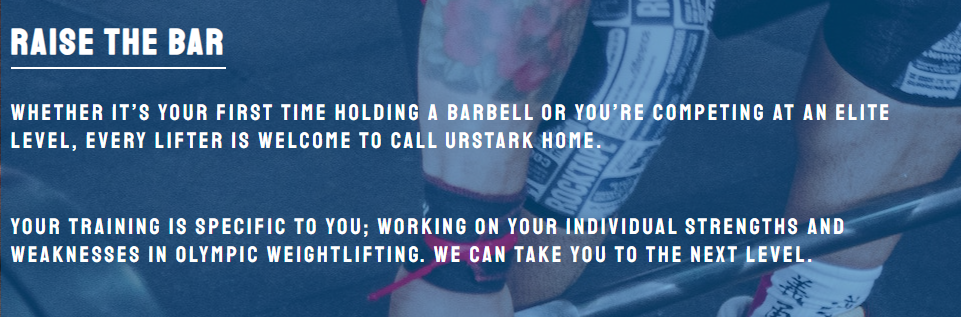 RAISE THE BAR
WHETHER IT'S YOUR FIRST TIME HOLDING A BARBELL OR YOU'RE COMPETING AT AN ELITE
LEVEL, EVERY LIFTER IS WELCOME TO CALL URSTARK HOME.
YOUR TRAINING IS SPECIFIC TO YOU; WORKING ON YOUR INDIVIDUAL STRENGTHS AND
WEAKNESSES IN OLYMPIC WEIGHTLIFTING. WE CAN TAKE YOU TO THE NEXT LEVEL.
ROCKTAPE